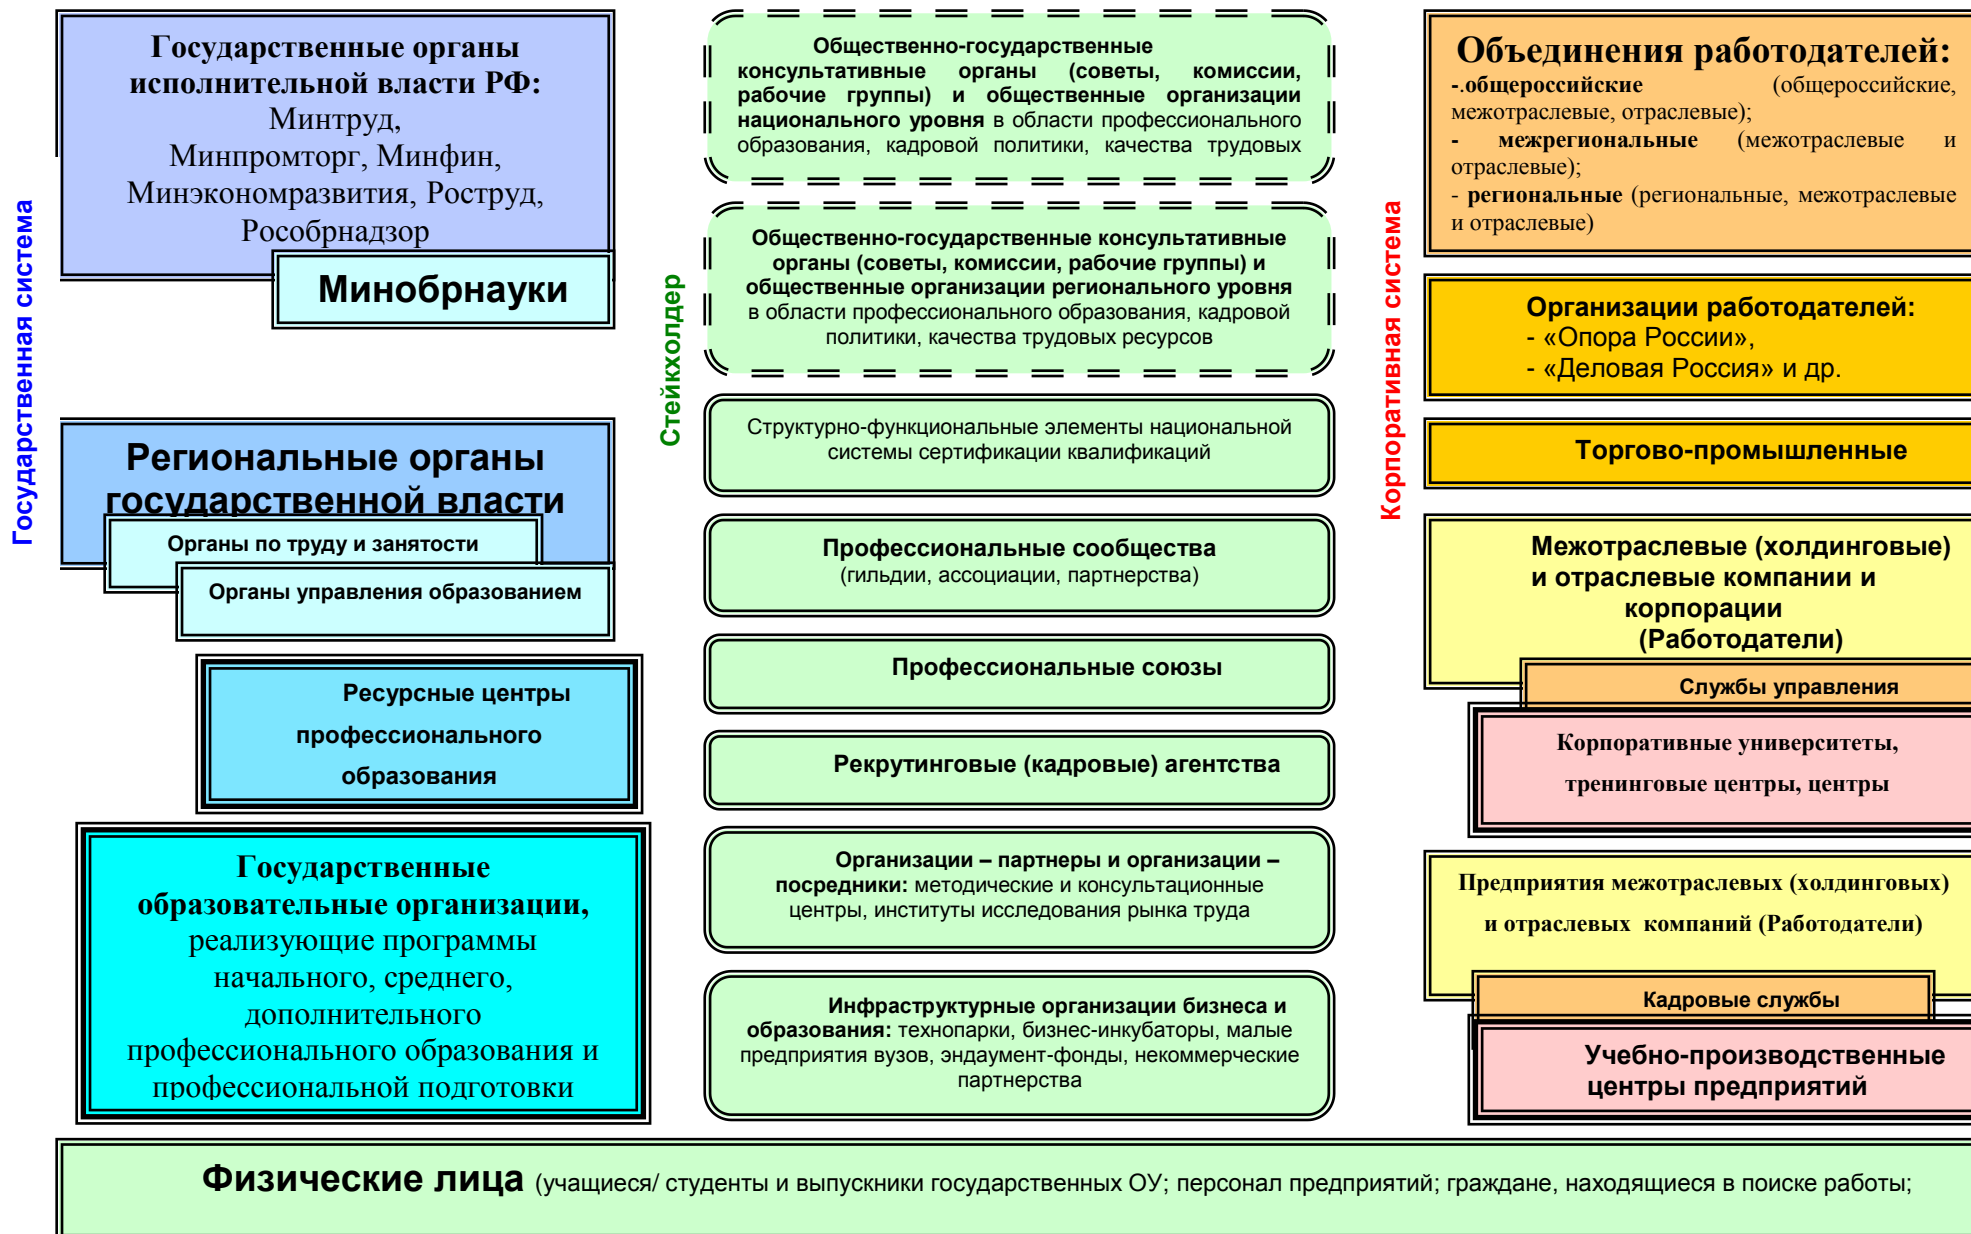 Государственная система
Государственные органы
исполнительной власти РФ:
Минтруд,
Минпромторг, Минфин,
Минэкономразвития, Роструд,
Рособрнадзор
Минобрнауки
Региональные органы
государственной власти
Органы по труду и занятости
Органы управления образованием
Ресурсные центры
профессионального
образования
Государственные
образовательные организации,
реализующие программы
начального, среднего,
дополнительного
профессионального образования и
профессиональной подготовки
Стейкхолдер
Общественно-государственные
консультативные органы (советы, комиссии,
рабочие группы) и общественные организации
национального уровня в области профессионального
образования, кадровой политики, качества трудовых
Общественно-государственные консультативные
органы (советы, комиссии, рабочие группы) и
общественные организации регионального уровня
в области профессионального образования, кадровой
политики, качества трудовых ресурсов
Структурно-функциональные элементы национальной
системы сертификации квалификаций
Профессиональные сообщества
(гильдии, ассоциации, партнерства)
Профессиональные союзы
Рекрутинговые (кадровые) агентства
Организации – партнеры и организации –
посредники: методические и консультационные
центры, институты исследования рынка труда
Инфраструктурные организации бизнеса и
образования: технопарки, бизнес-инкубаторы, малые
предприятия вузов, эндаумент-фонды, некоммерческие
партнерства
Корпоративная система
Объединения работодателей:
-.общероссийские (общероссийские,
межотраслевые, отраслевые);
- межрегиональные (межотраслевые и
отраслевые);
- региональные (региональные, межотраслевые
и отраслевые)
Организации работодателей:
- «Опора России»,
- «Деловая Россия» и др.
Торгово-промышленные
Межотраслевые (холдинговые)
и отраслевые компании и
корпорации
(Работодатели)
Службы управления
Корпоративные университеты,
тренинговые центры, центры
Предприятия межотраслевых (холдинговых)
и отраслевых компаний (Работодатели)
Кадровые службы
Учебно-производственные
центры предприятий
Физические лица (учащиеся/ студенты и выпускники государственных ОУ; персонал предприятий; граждане, находящиеся в поиске работы;